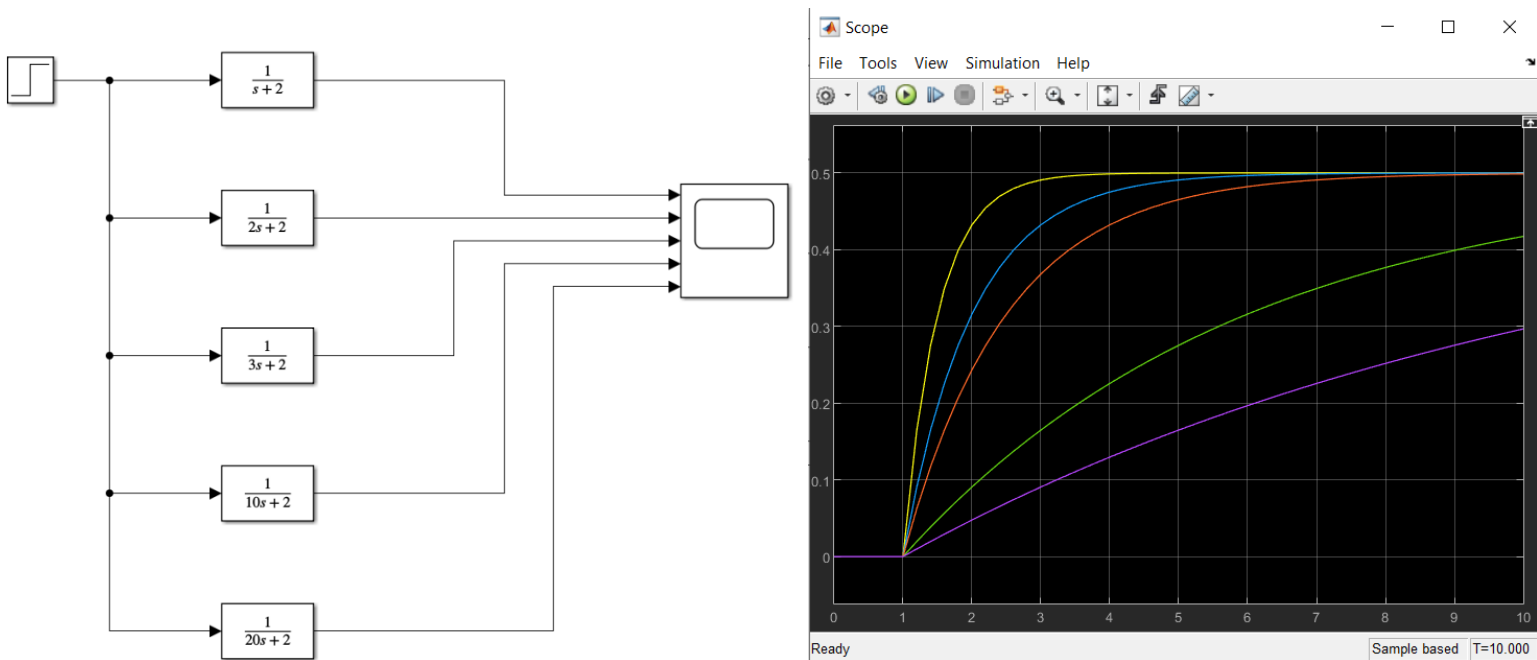 1
s + 2
1
2s + 2
1
3s + 2
1
10s + 2
1
20s + 2
Scope
File Tools View Simulation Help
0.5
0.4
0.3
0.2
0.1
0
0 1 2 3 4 5 6 7 8 9 10
Ready Sample based T=10.000